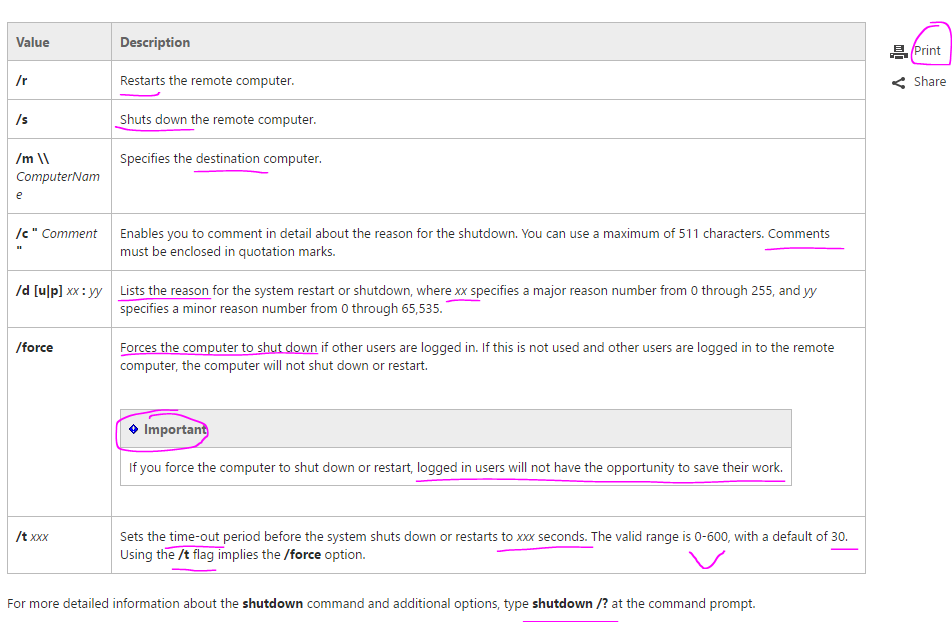 Value Description
/r Restarts the remote computer.
/s Shuts down the remote computer.
/m \\ Specifies the destination computer.
ComputerNam
e
/c " Comment Enables you to comment in detail about the reason for the shutdown. You can use a maximum of 511 characters. Comments
" must be enclosed in quotation marks.
/d [u|p] xx : yy Lists the reason for the system restart or shutdown, where xx specifies a major reason number from 0 through 255, and yy
specifies a minor reason number from 0 through 65,535.
/force Forces the computer to shut down if other users are logged in. If this is not used and other users are logged in to the remote
computer, the computer will not shut down or restart.
Important
If you force the computer to shut down or restart, logged in users will not have the opportunity to save their work.
/t xxx Sets the time-out period before the system shuts down or restarts to xxx seconds. The valid range is 0-600, with a default of 30.
Using the /t flag implies the /force option.
For more detailed information about the shutdown command and additional options, type shutdown /? at the command prompt.
Print
Share